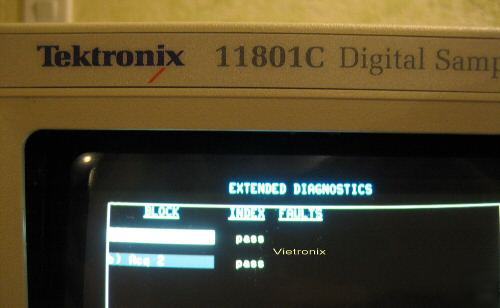 Tektronix 11801C Digital Samp
EXTENDED DIAGNOSTICS
BLOCK INDEX FAULTS
pass
Vietronix
) Acq 2 pass